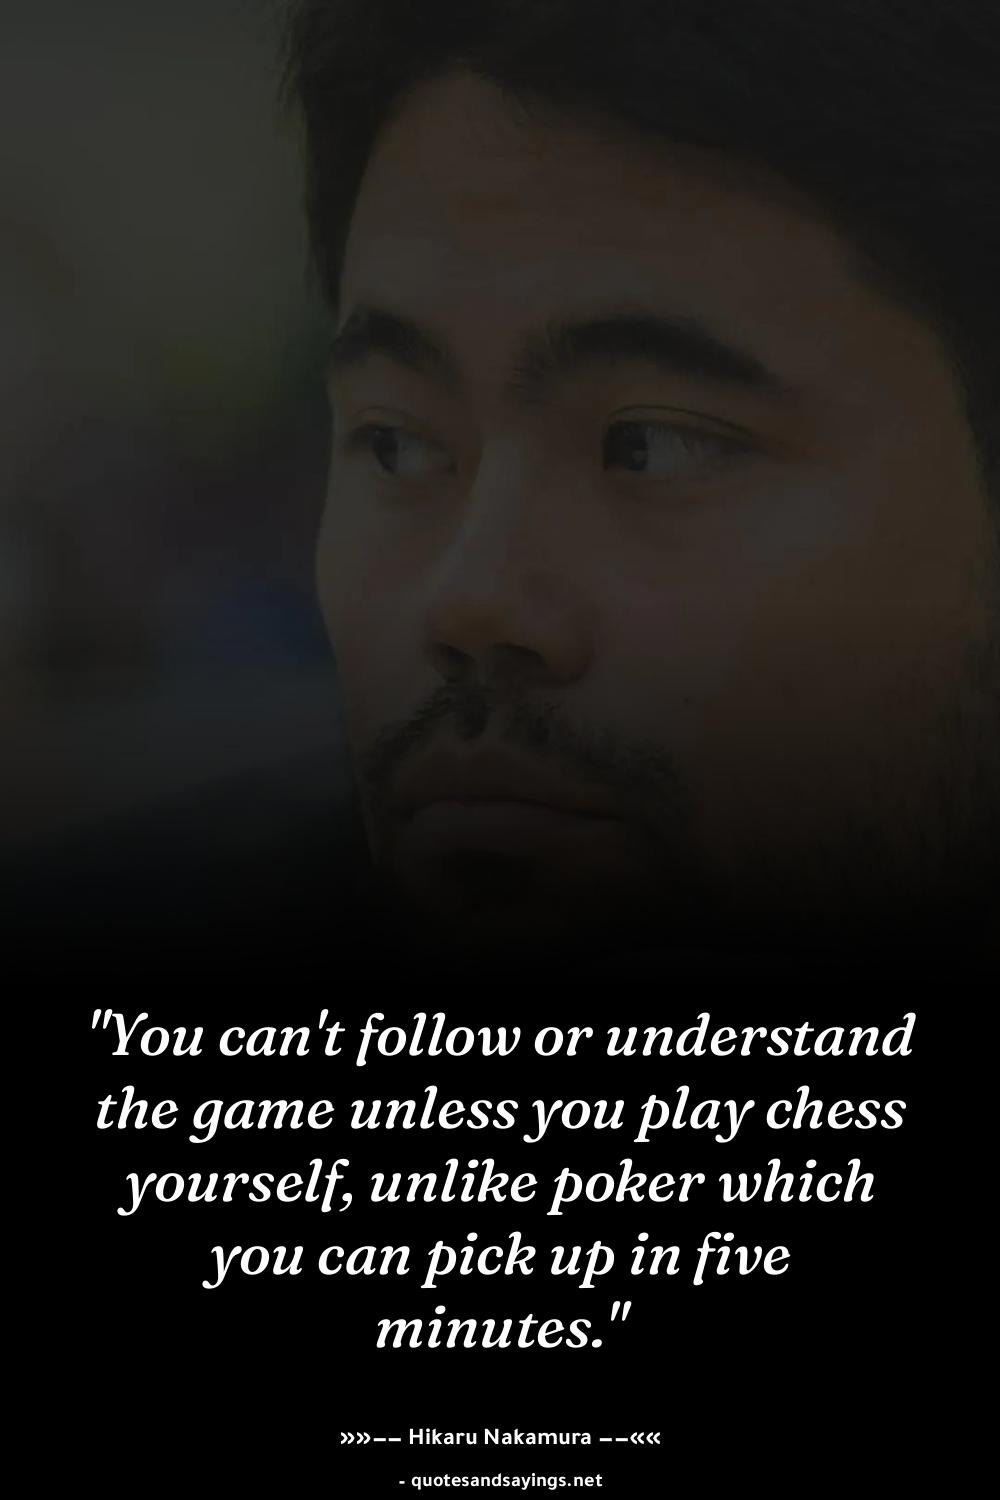 "You can't follow or understand
the game unless you play chess
yourself, unlike poker which
you can pick up in five
minutes."
»»−− Hikaru Nakamura −−««
- quotesandsayings.net